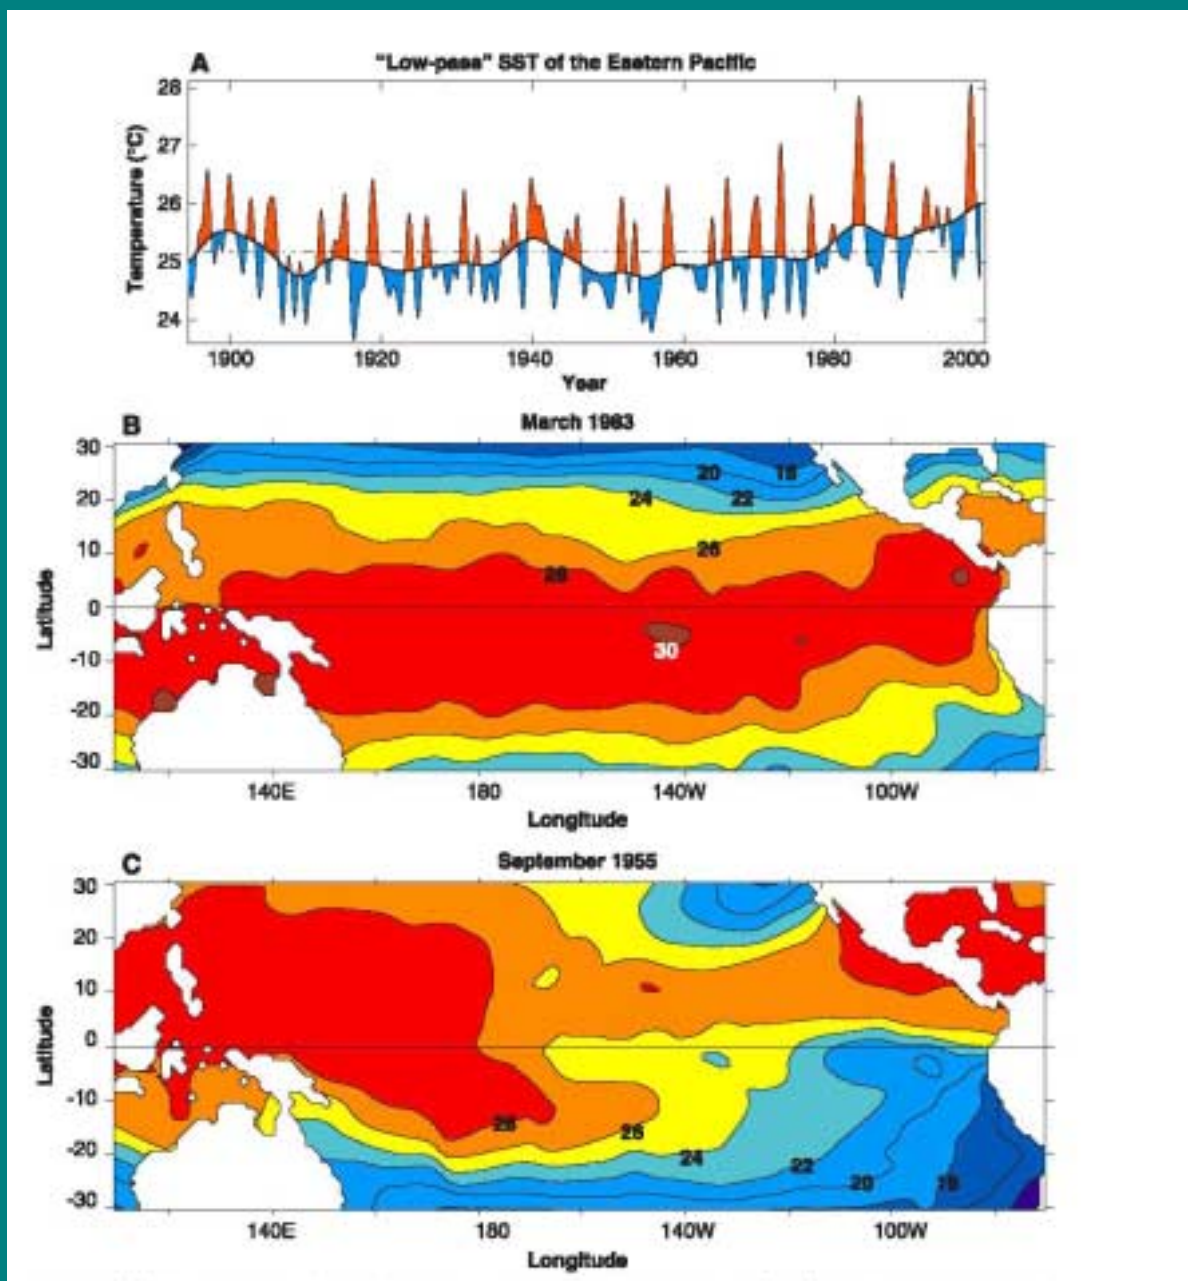 A "Low-pass" SST of the Eastern Pacific
28
27
26
25
24
Temperature (°C)
1900 1920 1940 1960 1980 2000
Year
B March 1983
30
20
10
0
-10
-20
-30
Latitude
20 18
24 22
26
28
30
140E 180 140W 100W
Longitude
C September 1955
30
20
10
0
-10
-20
-30
Latitude
28 26 24 22 20 18
140E 180 140W 100W
Longitude